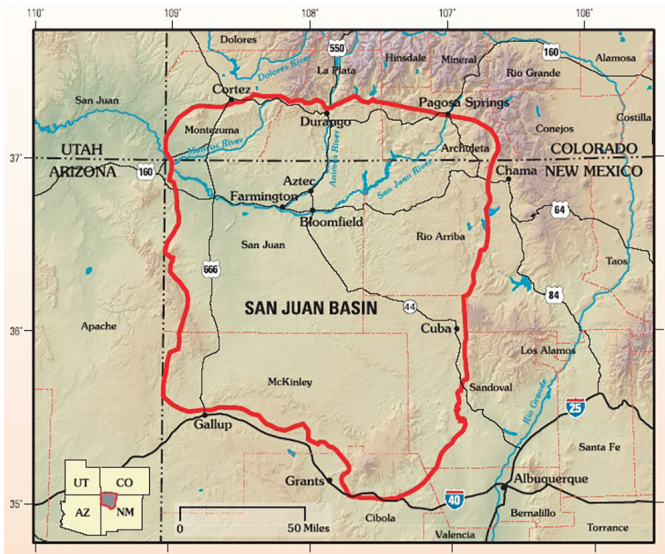 110˚
109˚
108˚
107˚
106˚
Dolores
550
Hinsdale
Mineral
160
Alamosa
Dolores River
La Plata
Rio Grande
San Juan
Cortez
Pagosa Springs
Costilla
Durango
Montezuma
Conejos
Mancos River
Animas River
Archuleta
UTAH
COLORADO
37˚
ARIZONA
NEW MEXICO
160
Chama
Aztec
San Juan River
Farmington
Bloomfield
64
San Juan
Rio Arriba
Taos
666
84
SAN JUAN BASIN
44
Apache
Cuba
36˚
Los Alamos
McKinley
Sandoval
Rio Grande
25
Gallup
Santa Fe
Grants
Albuquerque
UT
CO
40
35˚
AZ
NM
0
50 Miles
Cibola
Bernalillo
Valencia
Torrance